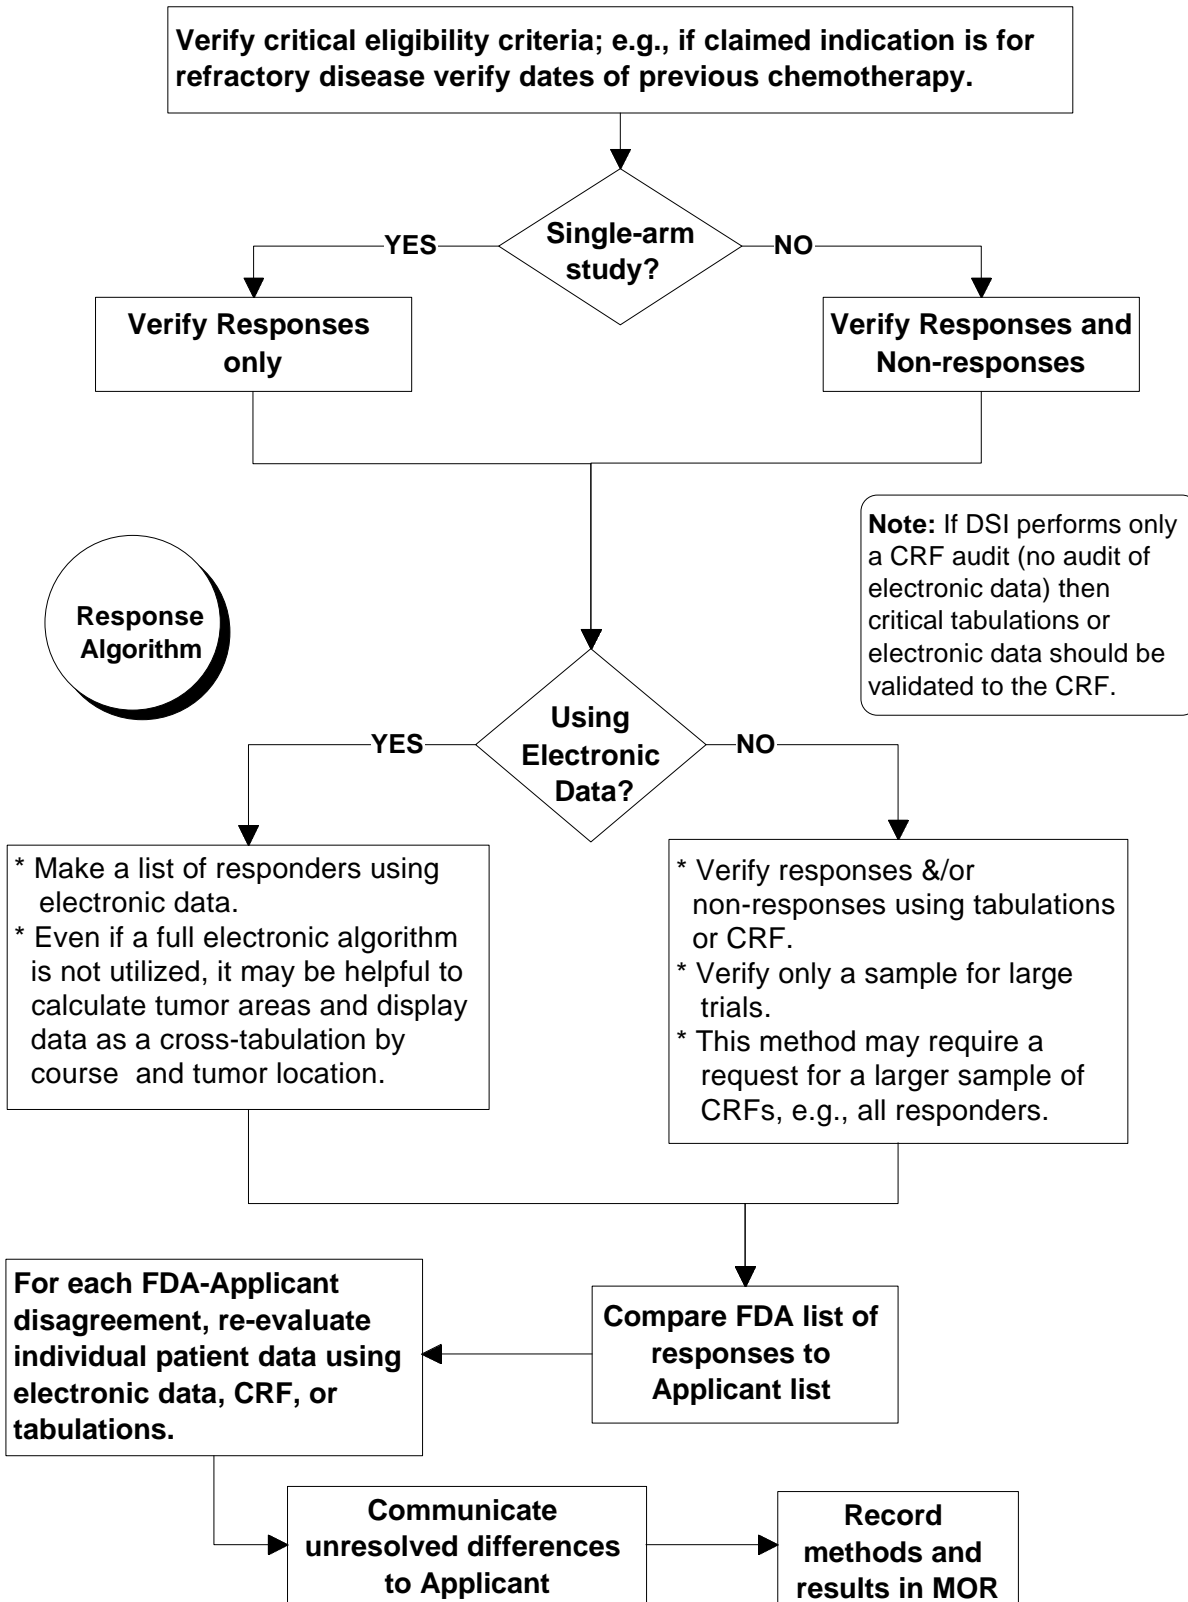 Verify critical eligibility criteria; e.g., if claimed indication is for
refractory disease verify dates of previous chemotherapy.
Single-arm
study?
YES
NO
Verify Responses
only
Verify Responses and
Non-responses
Note: If DSI performs only
a CRF audit (no audit of
electronic data) then
critical tabulations or
electronic data should be
validated to the CRF.
Response
Algorithm
Using
Electronic
Data?
YES
NO
* Make a list of responders using
electronic data.
* Even if a full electronic algorithm
is not utilized, it may be helpful to
calculate tumor areas and display
data as a cross-tabulation by
course and tumor location.
* Verify responses &/or
non-responses using tabulations
or CRF.
* Verify only a sample for large
trials.
* This method may require a
request for a larger sample of
CRFs, e.g., all responders.
For each FDA-Applicant
disagreement, re-evaluate
individual patient data using
electronic data, CRF, or
tabulations.
Compare FDA list of
responses to
Applicant list
Communicate
unresolved differences
to Applicant
Record
methods and
results in MOR